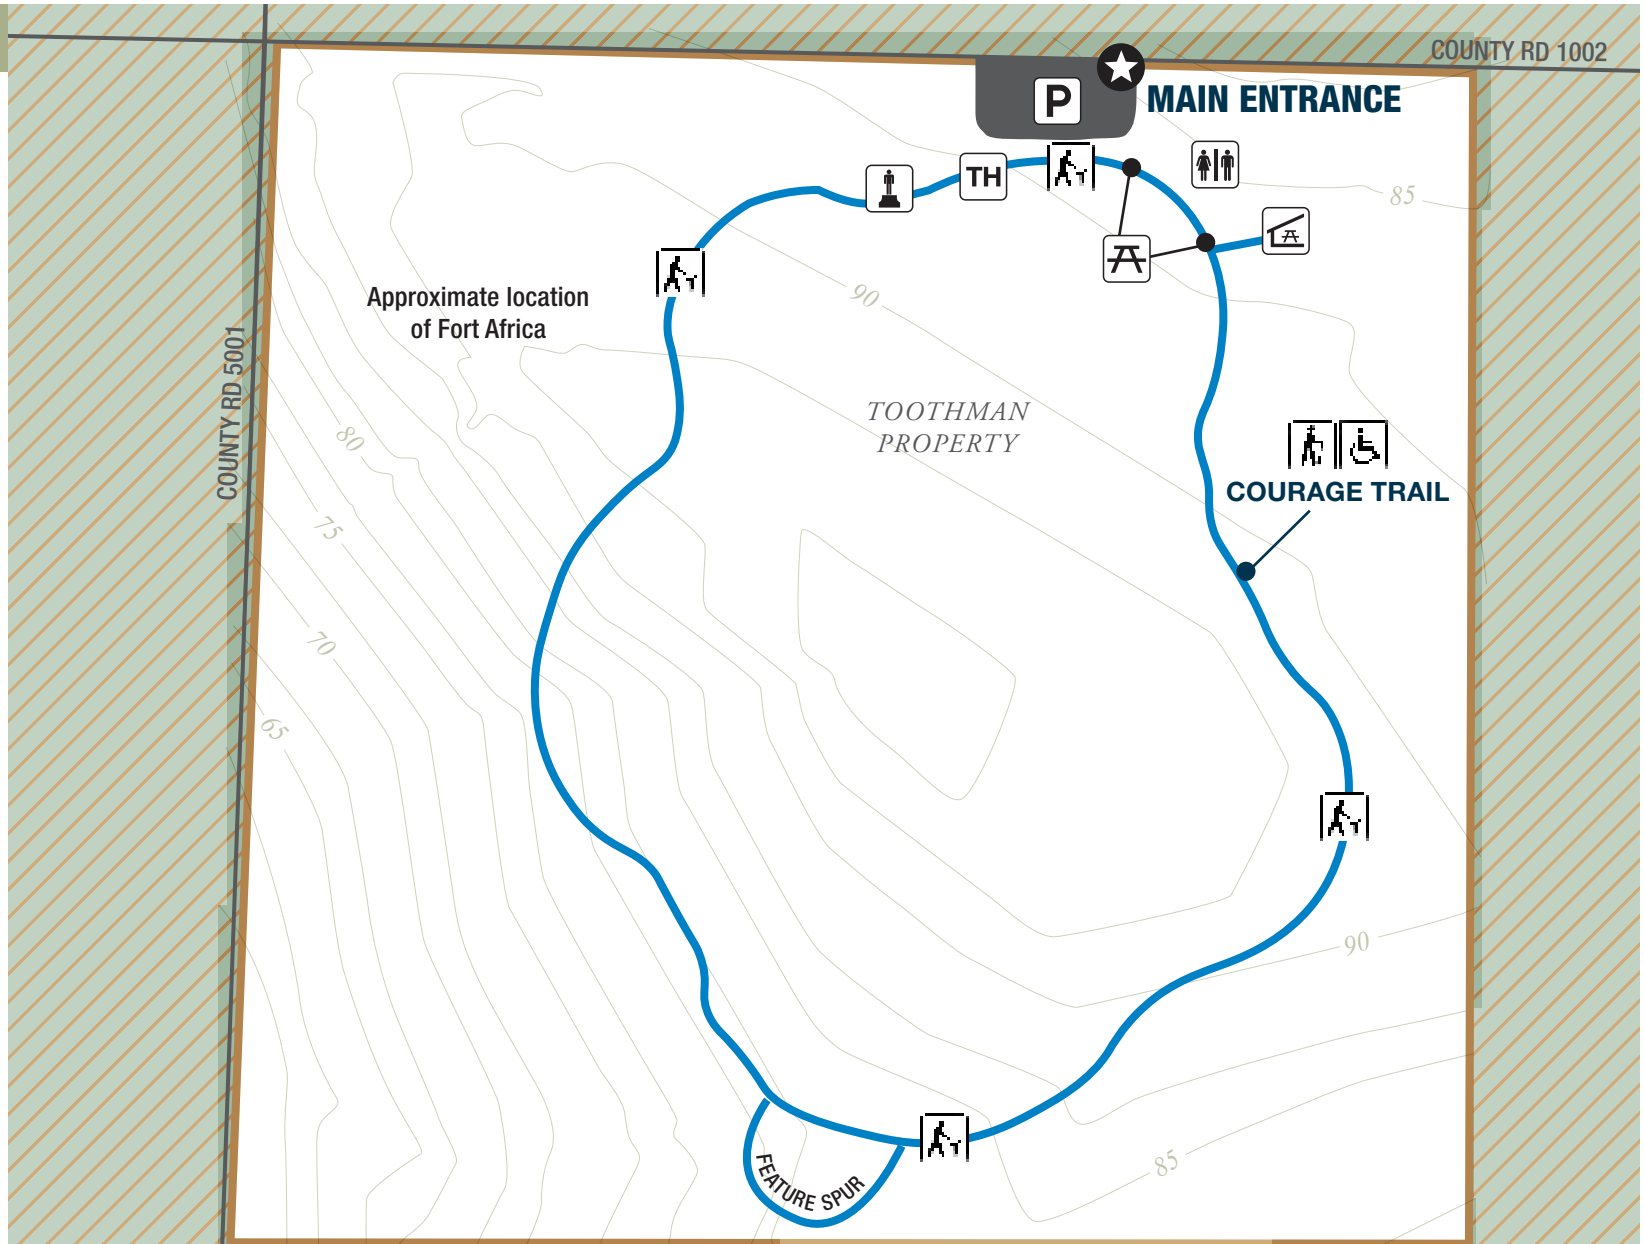 COUNTY RD 1002
P
MAIN ENTRANCE
TH
85
90
Approximate location
of Fort Africa
COUNTY RD 5001
TOOTHMAN
PROPERTY
80
COURAGE TRAIL
75
70
65
90
85
FEATURE SPUR